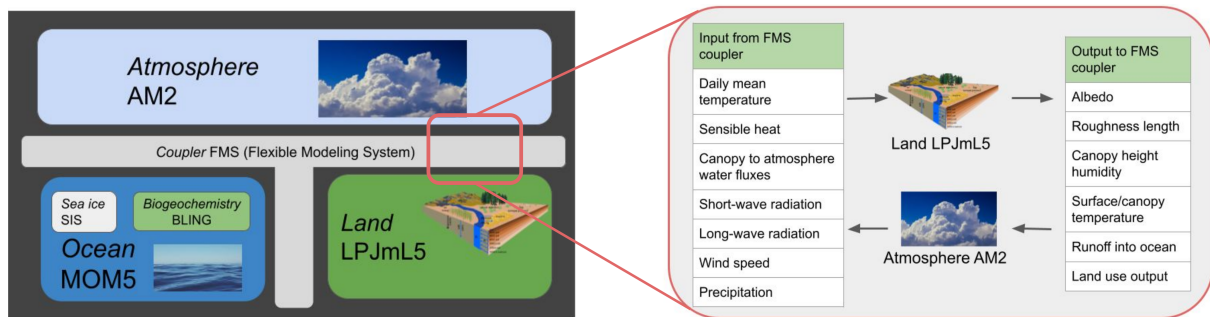 Atmosphere
AM2
Coupler FMS (Flexible Modeling System)
Sea ice
SIS
Biogeochemistry
BLING
Ocean
MOM5
Land
LPJmL5
Input from FMS
coupler
Daily mean
temperature
Sensible heat
Canopy to atmosphere
water fluxes
Short-wave radiation
Long-wave radiation
Wind speed
Precipitation
Land LPJmL5
Atmosphere AM2
Output to FMS
coupler
Albedo
Roughness length
Canopy height
humidity
Surface/canopy
temperature
Runoff into ocean
Land use output